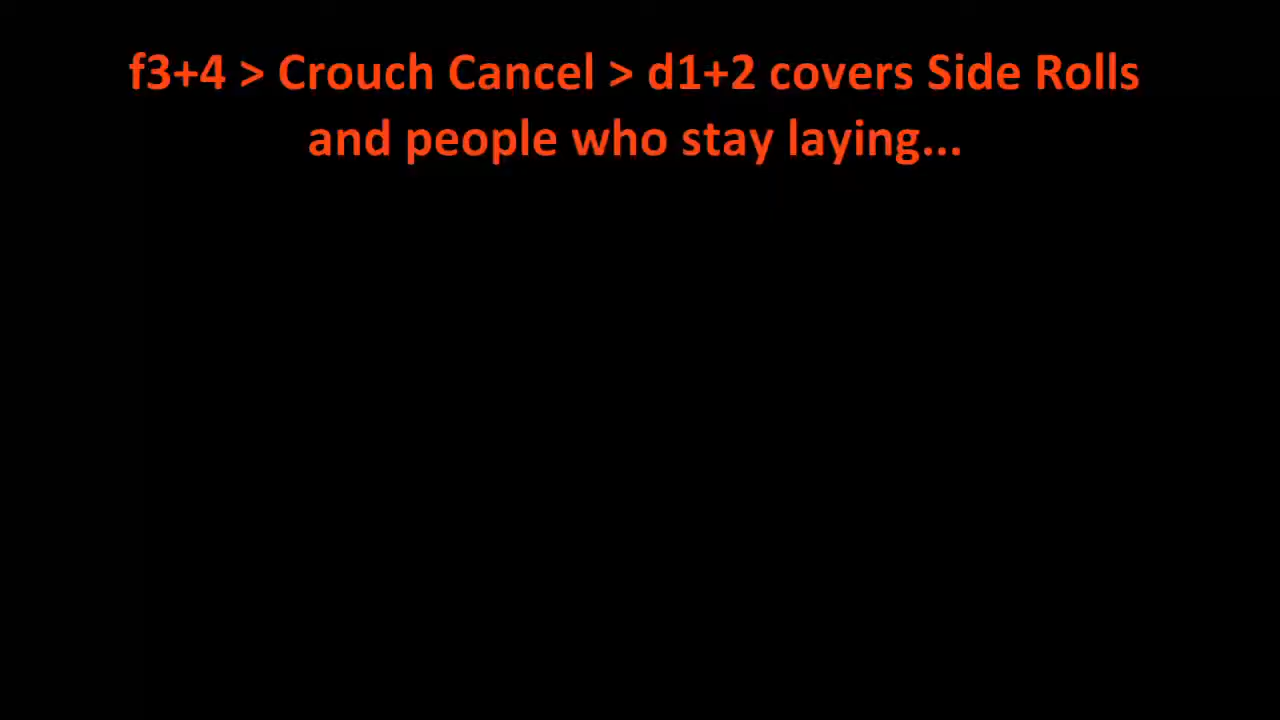 f3+4 > Crouch Cancel > d1+2 covers Side Rolls
and people who stay laying...